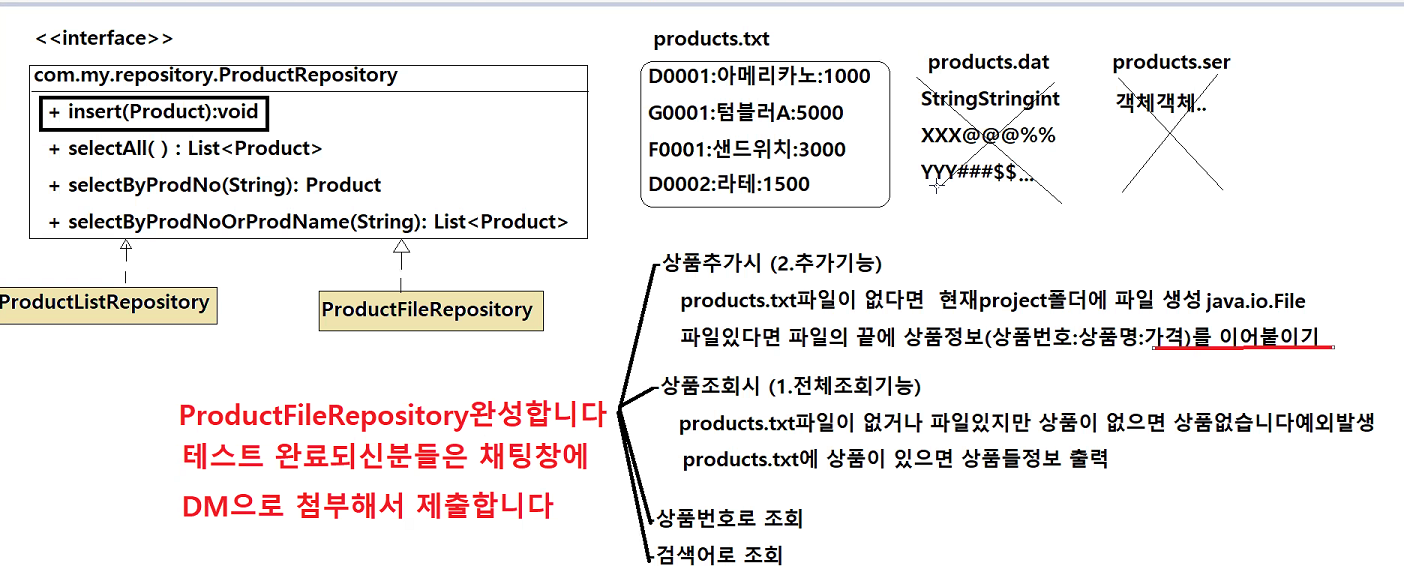 <<interface>>
com.my.repository.ProductRepository
+ insert(Product):void
+ selectAll( ) : List<Product>
+ selectByProdNo(String): Product
+ selectByProdNoOrProdName(String): List<Product>
ProductListRepository
ProductFileRepository
products.txt
D0001:아메리카노:1000
G0001:텀블러A:5000
F0001:샌드위치:3000
D0002:라테:1500
products.dat
StringStringint
XXX@@@%%
YYY###$$...
products.ser
객체객체..
상품추가시 (2.추가기능)
products.txt파일이 없다면 현재project폴더에 파일 생성 java.io.File
파일있다면 파일의 끝에 상품정보(상품번호:상품명:가격)를 이어붙이기
상품조회시 (1.전체조회기능)
products.txt파일이 없거나 파일있지만 상품이 없으면 상품없습니다예외발생
products.txt에 상품이 있으면 상품들정보 출력
상품번호로 조회
검색어로 조회
ProductFileRepository완성합니다
테스트 완료되신분들은 채팅창에
DM으로 첨부해서 제출합니다